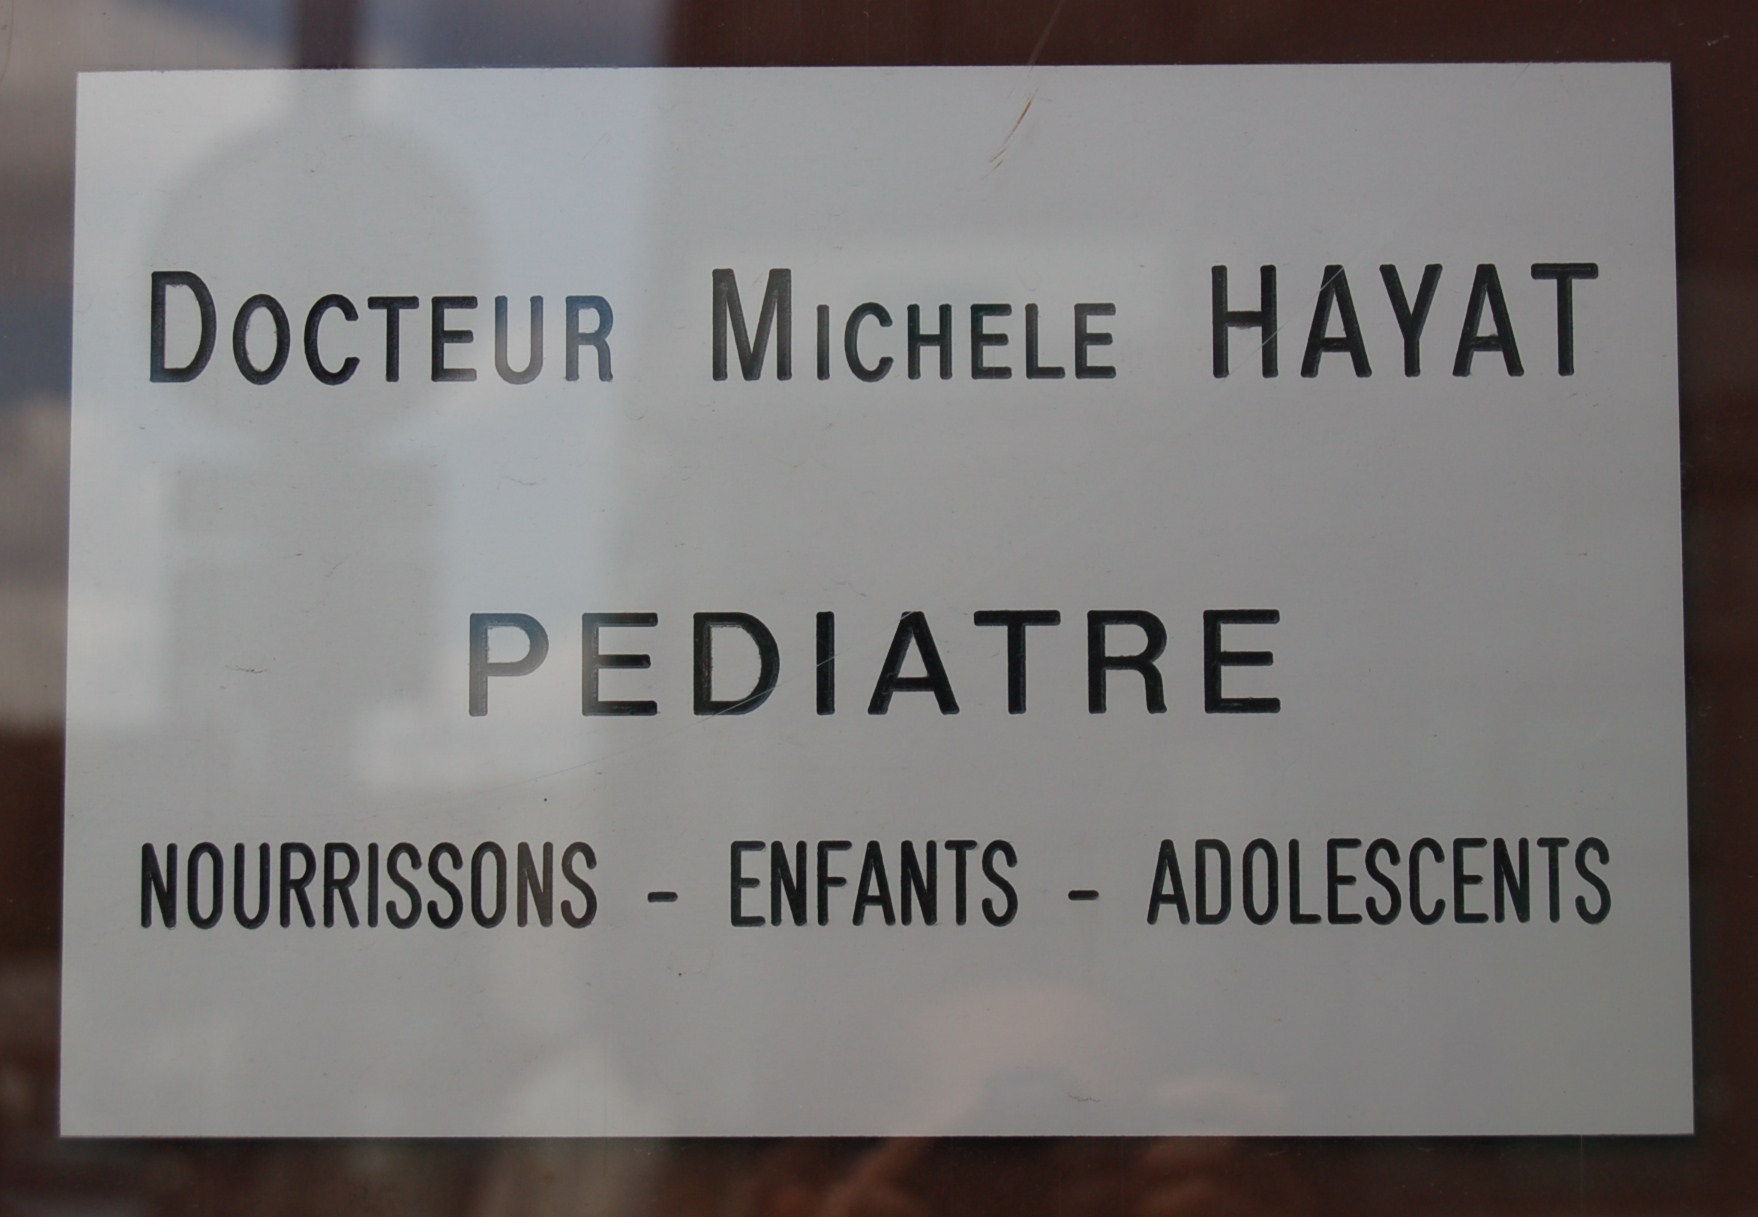 DOCTEUR MICHELE HAYAT
PEDIATRE
NOURRISSONS - ENFANTS - ADOLESCENTS